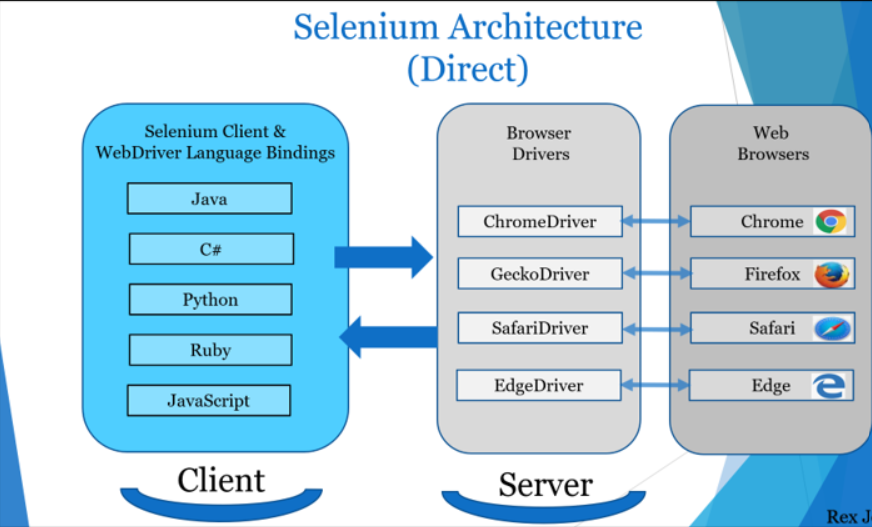 Selenium Architecture
(Direct)
Selenium Client &
WebDriver Language Bindings
Java
C#
Python
Ruby
JavaScript
Client
Browser
Drivers
ChromeDriver
GeckoDriver
SafariDriver
EdgeDriver
Server
Web
Browsers
Chrome
Firefox
Safari
Edge
Rex